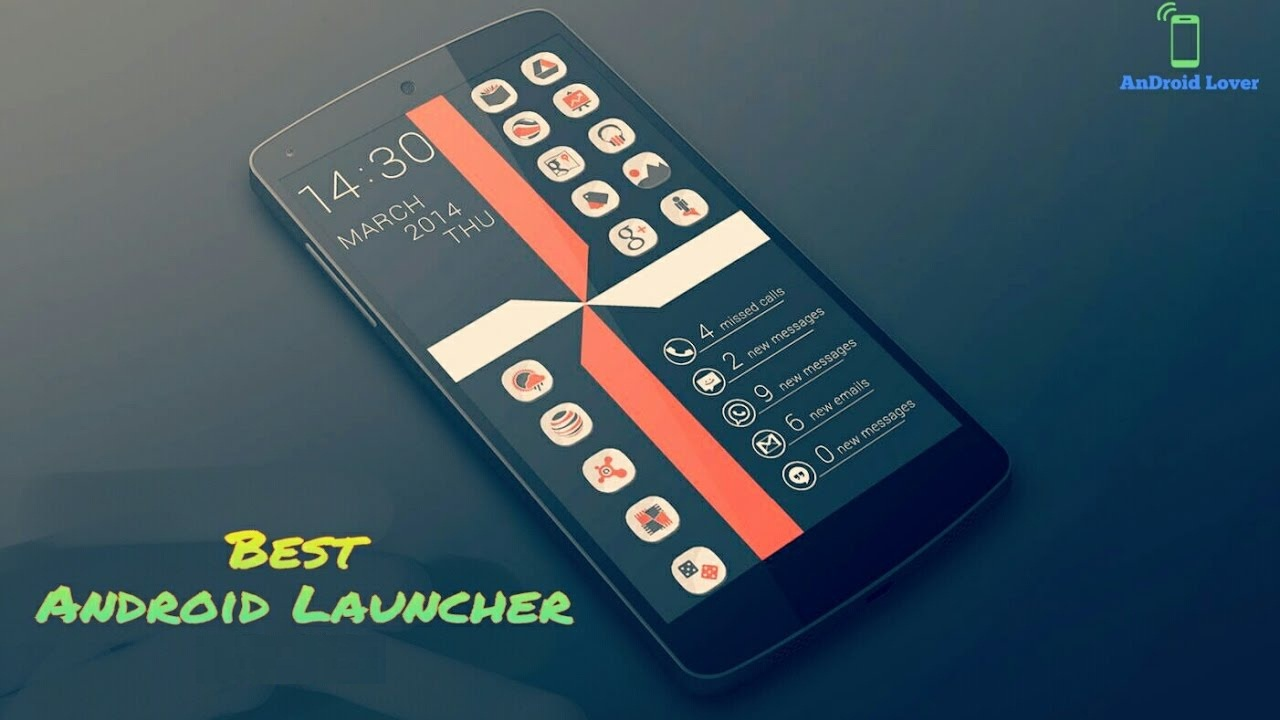 AnDroid Lover
14:30
MARCH
2014
THU
g+
4 missed calls
2 new messages
9 new messages
6 new emails
0 new messages
Best
Android Launcher